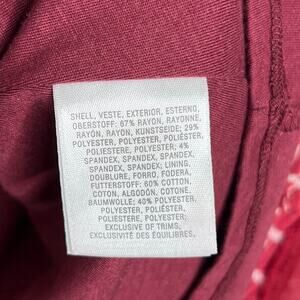 SHELL, VESTE, EXTERIOR, ESTERNO,
OBERSTOFF: 67% RAYON, RAYONNE,
RAYÓN, RAYON, KUNSTSEIDE; 29%
POLYESTER, POLYESTER, POLIÉSTER,
POLIESTERE, POLYESTER; 4%
SPANDEX, SPANDEX, SPANDEX,
SPANDEX, SPANDEX; LINING,
DOUBLURE, FORRO, FODERA,
FUTTERSTOFF: 60% COTTON,
COTON, ALGODÓN, COTONE,
BAUMWOLLE; 40% POLYESTER,
POLYESTER, POLIÉSTER,
POLIESTERE, POLYESTER;
EXCLUSIVE OF TRIMS,
EXCLUSIVITÉ DES ÉQUILIBRES,